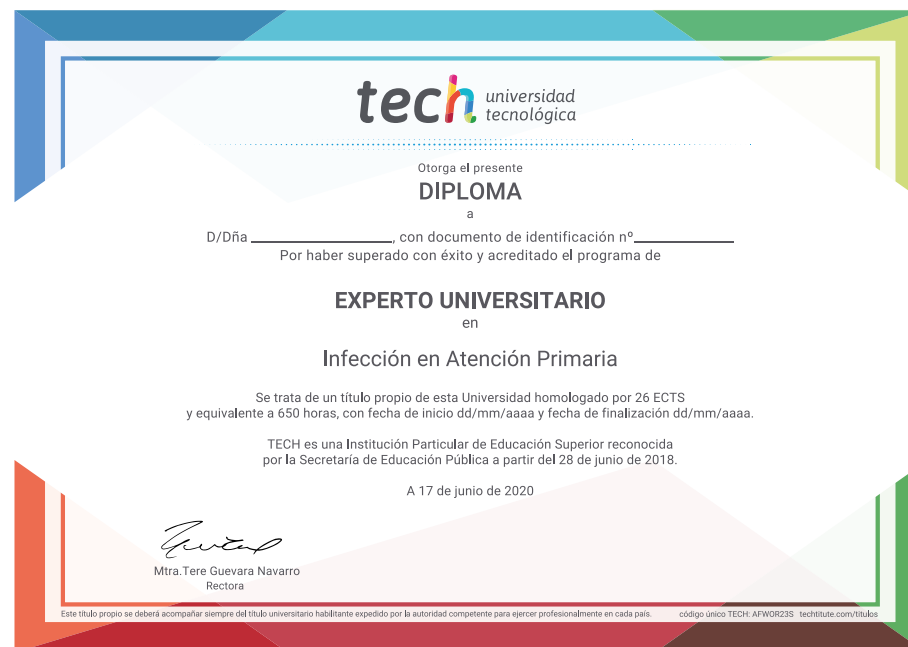 tech universidad
tecnológica
Otorga el presente
DIPLOMA
a
D/Dña ____________, con documento de identificación nº____________
Por haber superado con éxito y acreditado el programa de
EXPERTO UNIVERSITARIO
en
Infección en Atención Primaria
Se trata de un título propio de esta Universidad homologado por 26 ECTS
y equivalente a 650 horas, con fecha de inicio dd/mm/aaaa y fecha de finalización dd/mm/aaaa.
TECH es una Institución Particular de Educación Superior reconocida
por la Secretaría de Educación Pública a partir del 28 de junio de 2018.
A 17 de junio de 2020
Mtra.Tere Guevara Navarro
Rectora
Este título propio se deberá acompañar siempre del título universitario habilitante expedido por la autoridad competente para ejercer profesionalmente en cada país. código único TECH: AFWOR23S techtitute.com/titulos